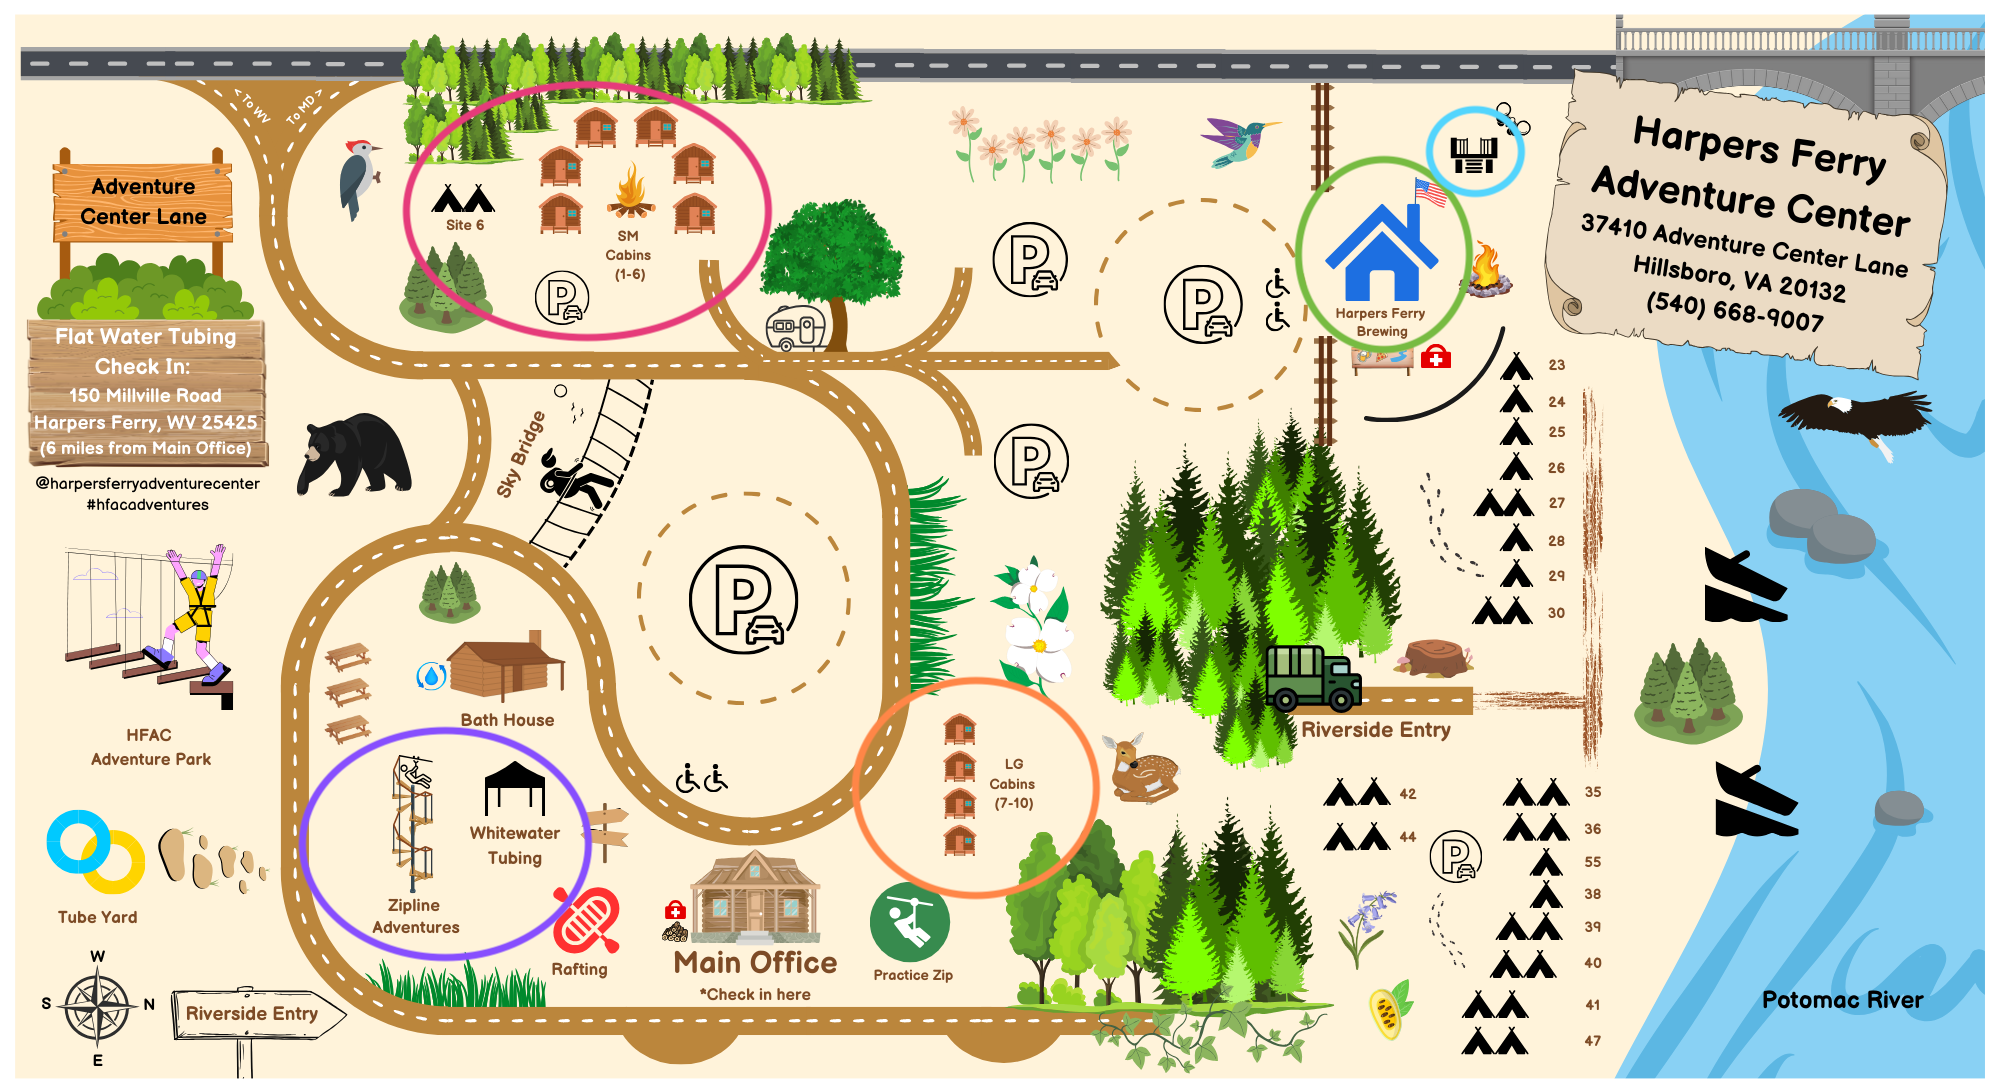 < To WV
To MD >
Adventure
Center Lane
Flat Water Tubing
Check In:
150 Millville Road
Harpers Ferry, WV 25425
(6 miles from Main Office)
@harpersferryadventurecenter
#hfacadventures
HFAC
Adventure Park
Tube Yard
W
S
N
E
Riverside Entry
Site 6
SM
Cabins
(1-6)
P
Sky Bridge
P
Bath House
Whitewater
Tubing
Zipline
Adventures
Rafting
Main Office
*Check in here
Practice Zip
LG
Cabins
(7-10)
P
P
P
Harpers Ferry
Brewing
Harpers Ferry
Adventure Center
37410 Adventure Center Lane
Hillsboro, VA 20132
(540) 668-9007
23
24
25
26
27
28
29
30
Riverside Entry
42
44
P
35
36
55
38
39
40
41
47
Potomac River